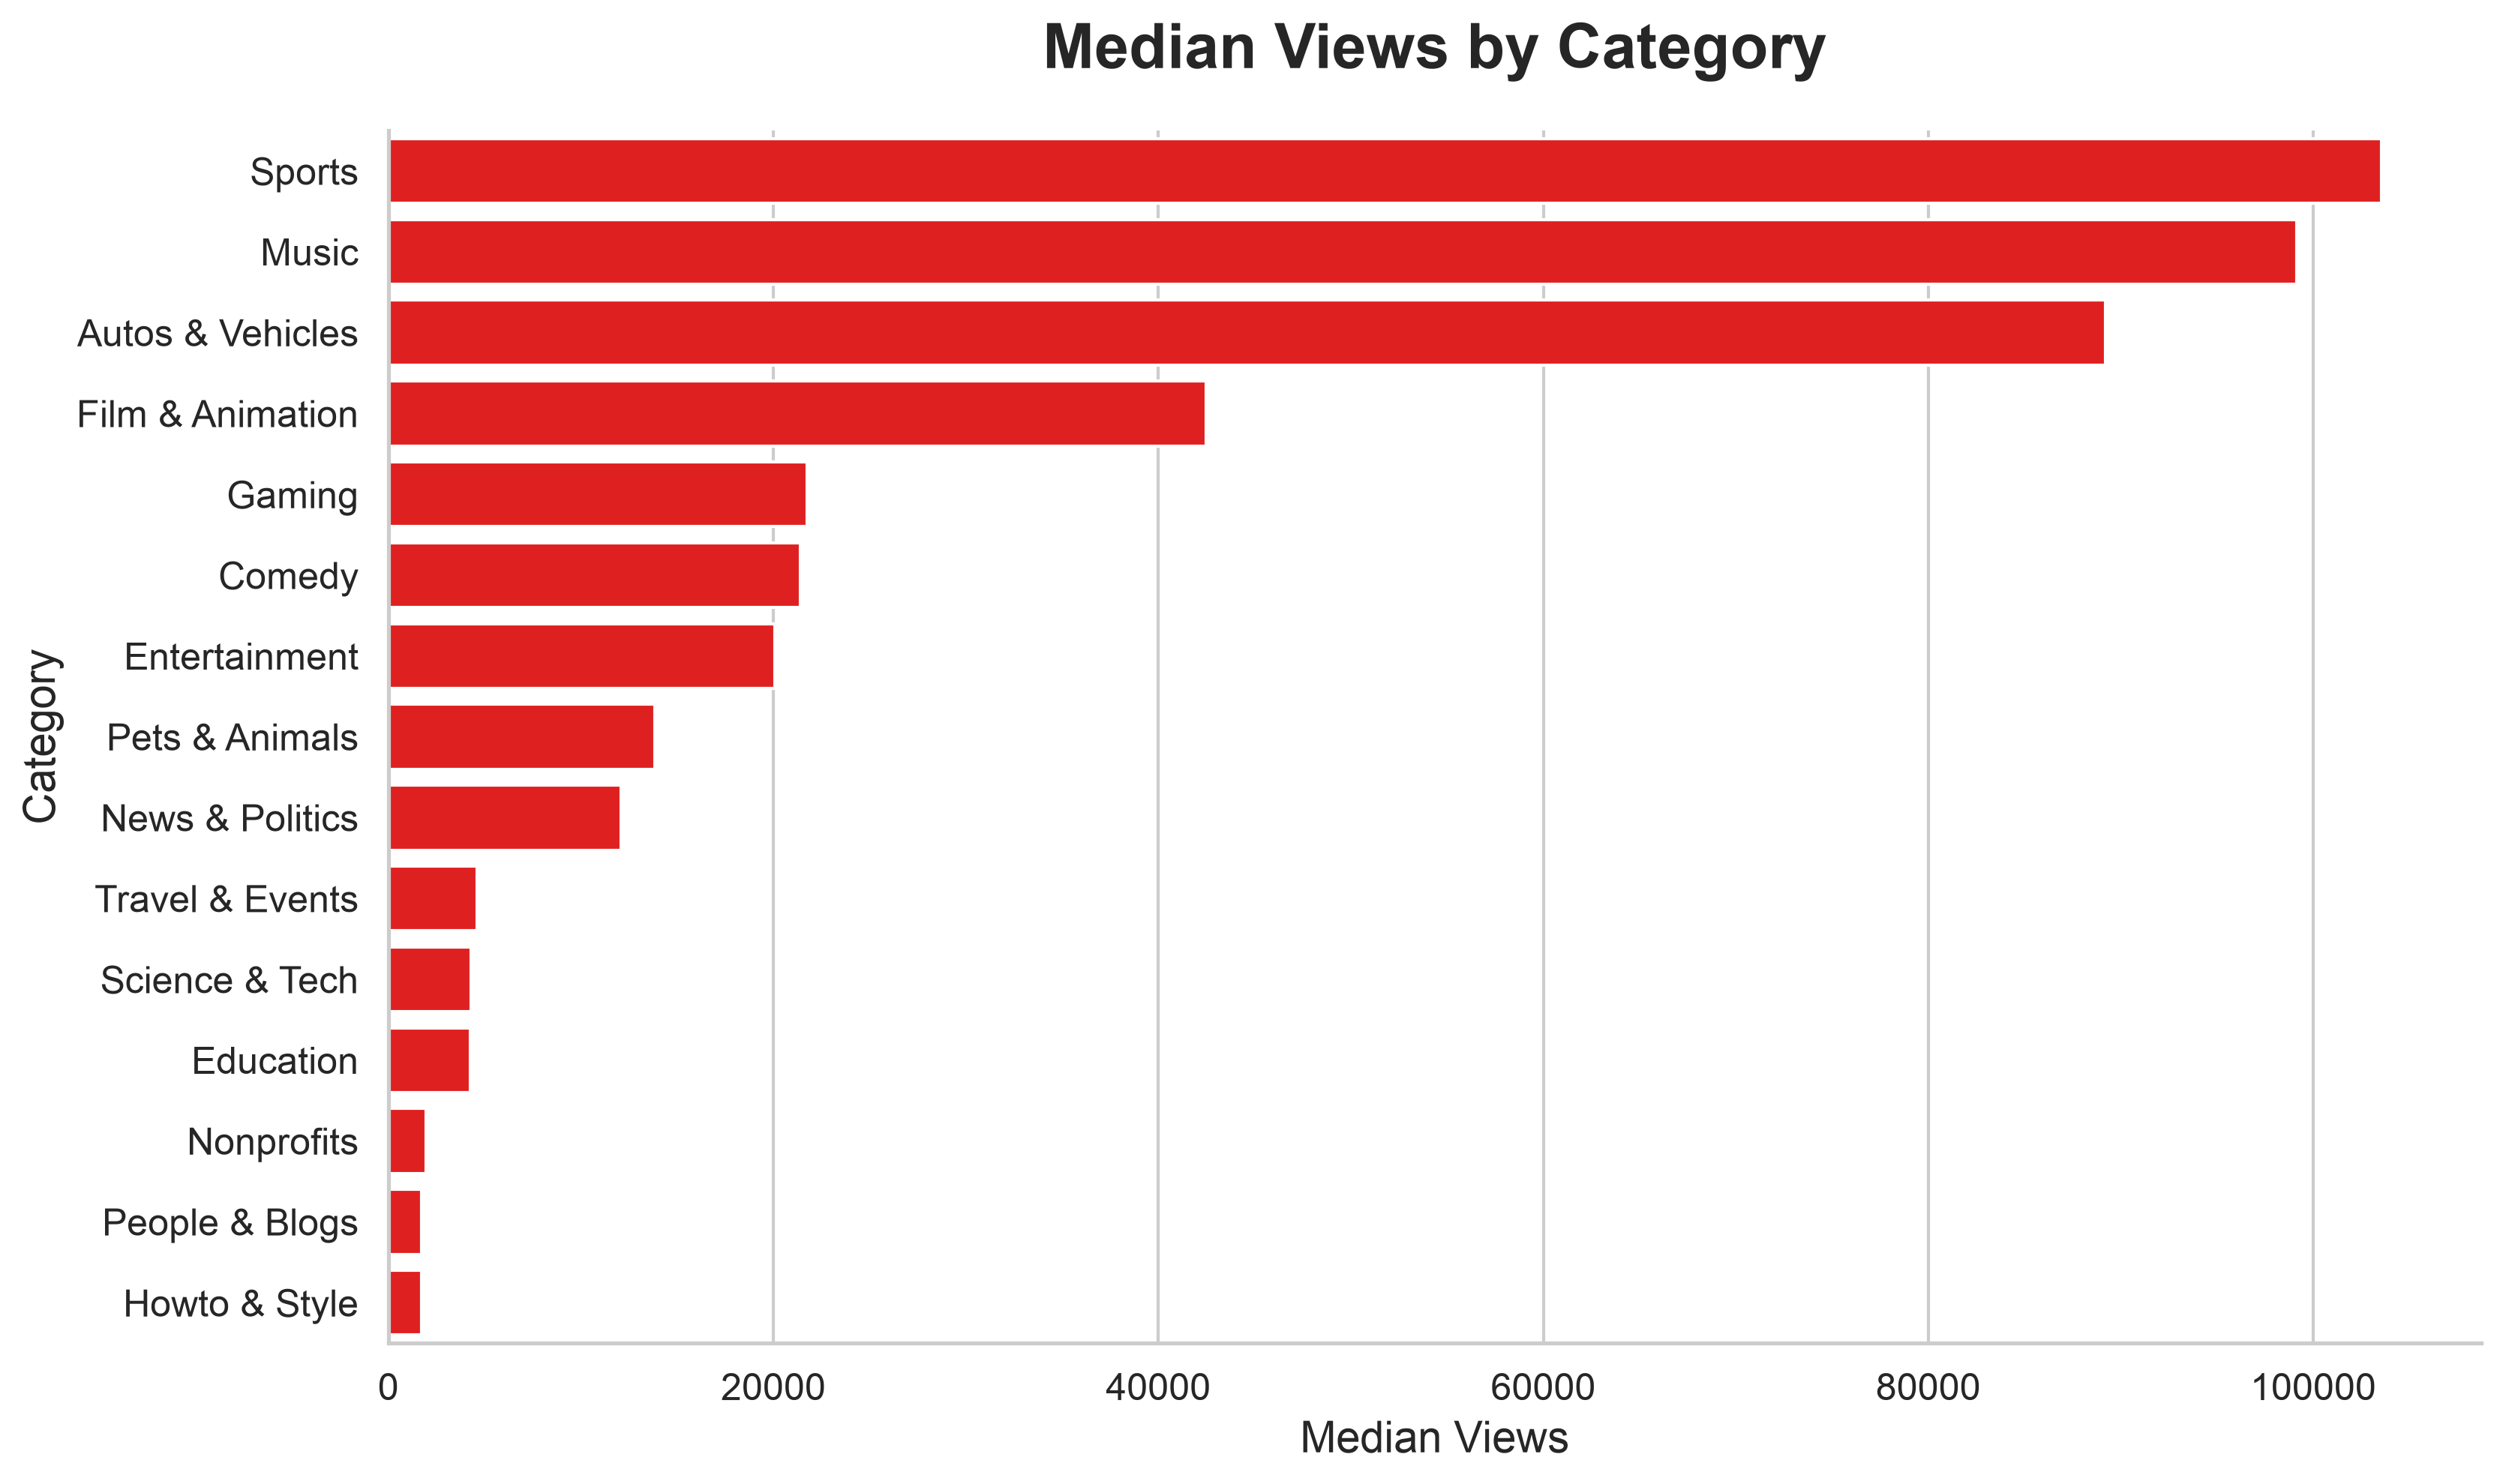 Median Views by Category
Category
Sports
Music
Autos & Vehicles
Film & Animation
Gaming
Comedy
Entertainment
Pets & Animals
News & Politics
Travel & Events
Science & Tech
Education
Nonprofits
People & Blogs
Howto & Style
0 20000 40000 60000 80000 100000
Median Views